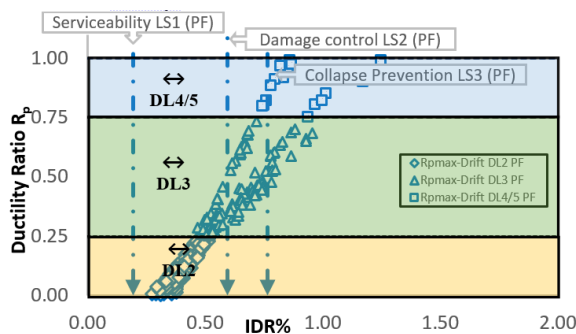 Serviceability LS1 (PF)
Damage control LS2 (PF)
Collapse Prevention LS3 (PF)
1.00
0.75
0.50
0.25
0.00
Ductility Ratio Rp
DL4/5
DL3
DL2
Rpmax-Drift DL2 PF
Rpmax-Drift DL3 PF
Rpmax-Drift DL4/5 PF
0.00
0.50
1.00
1.50
2.00
IDR%